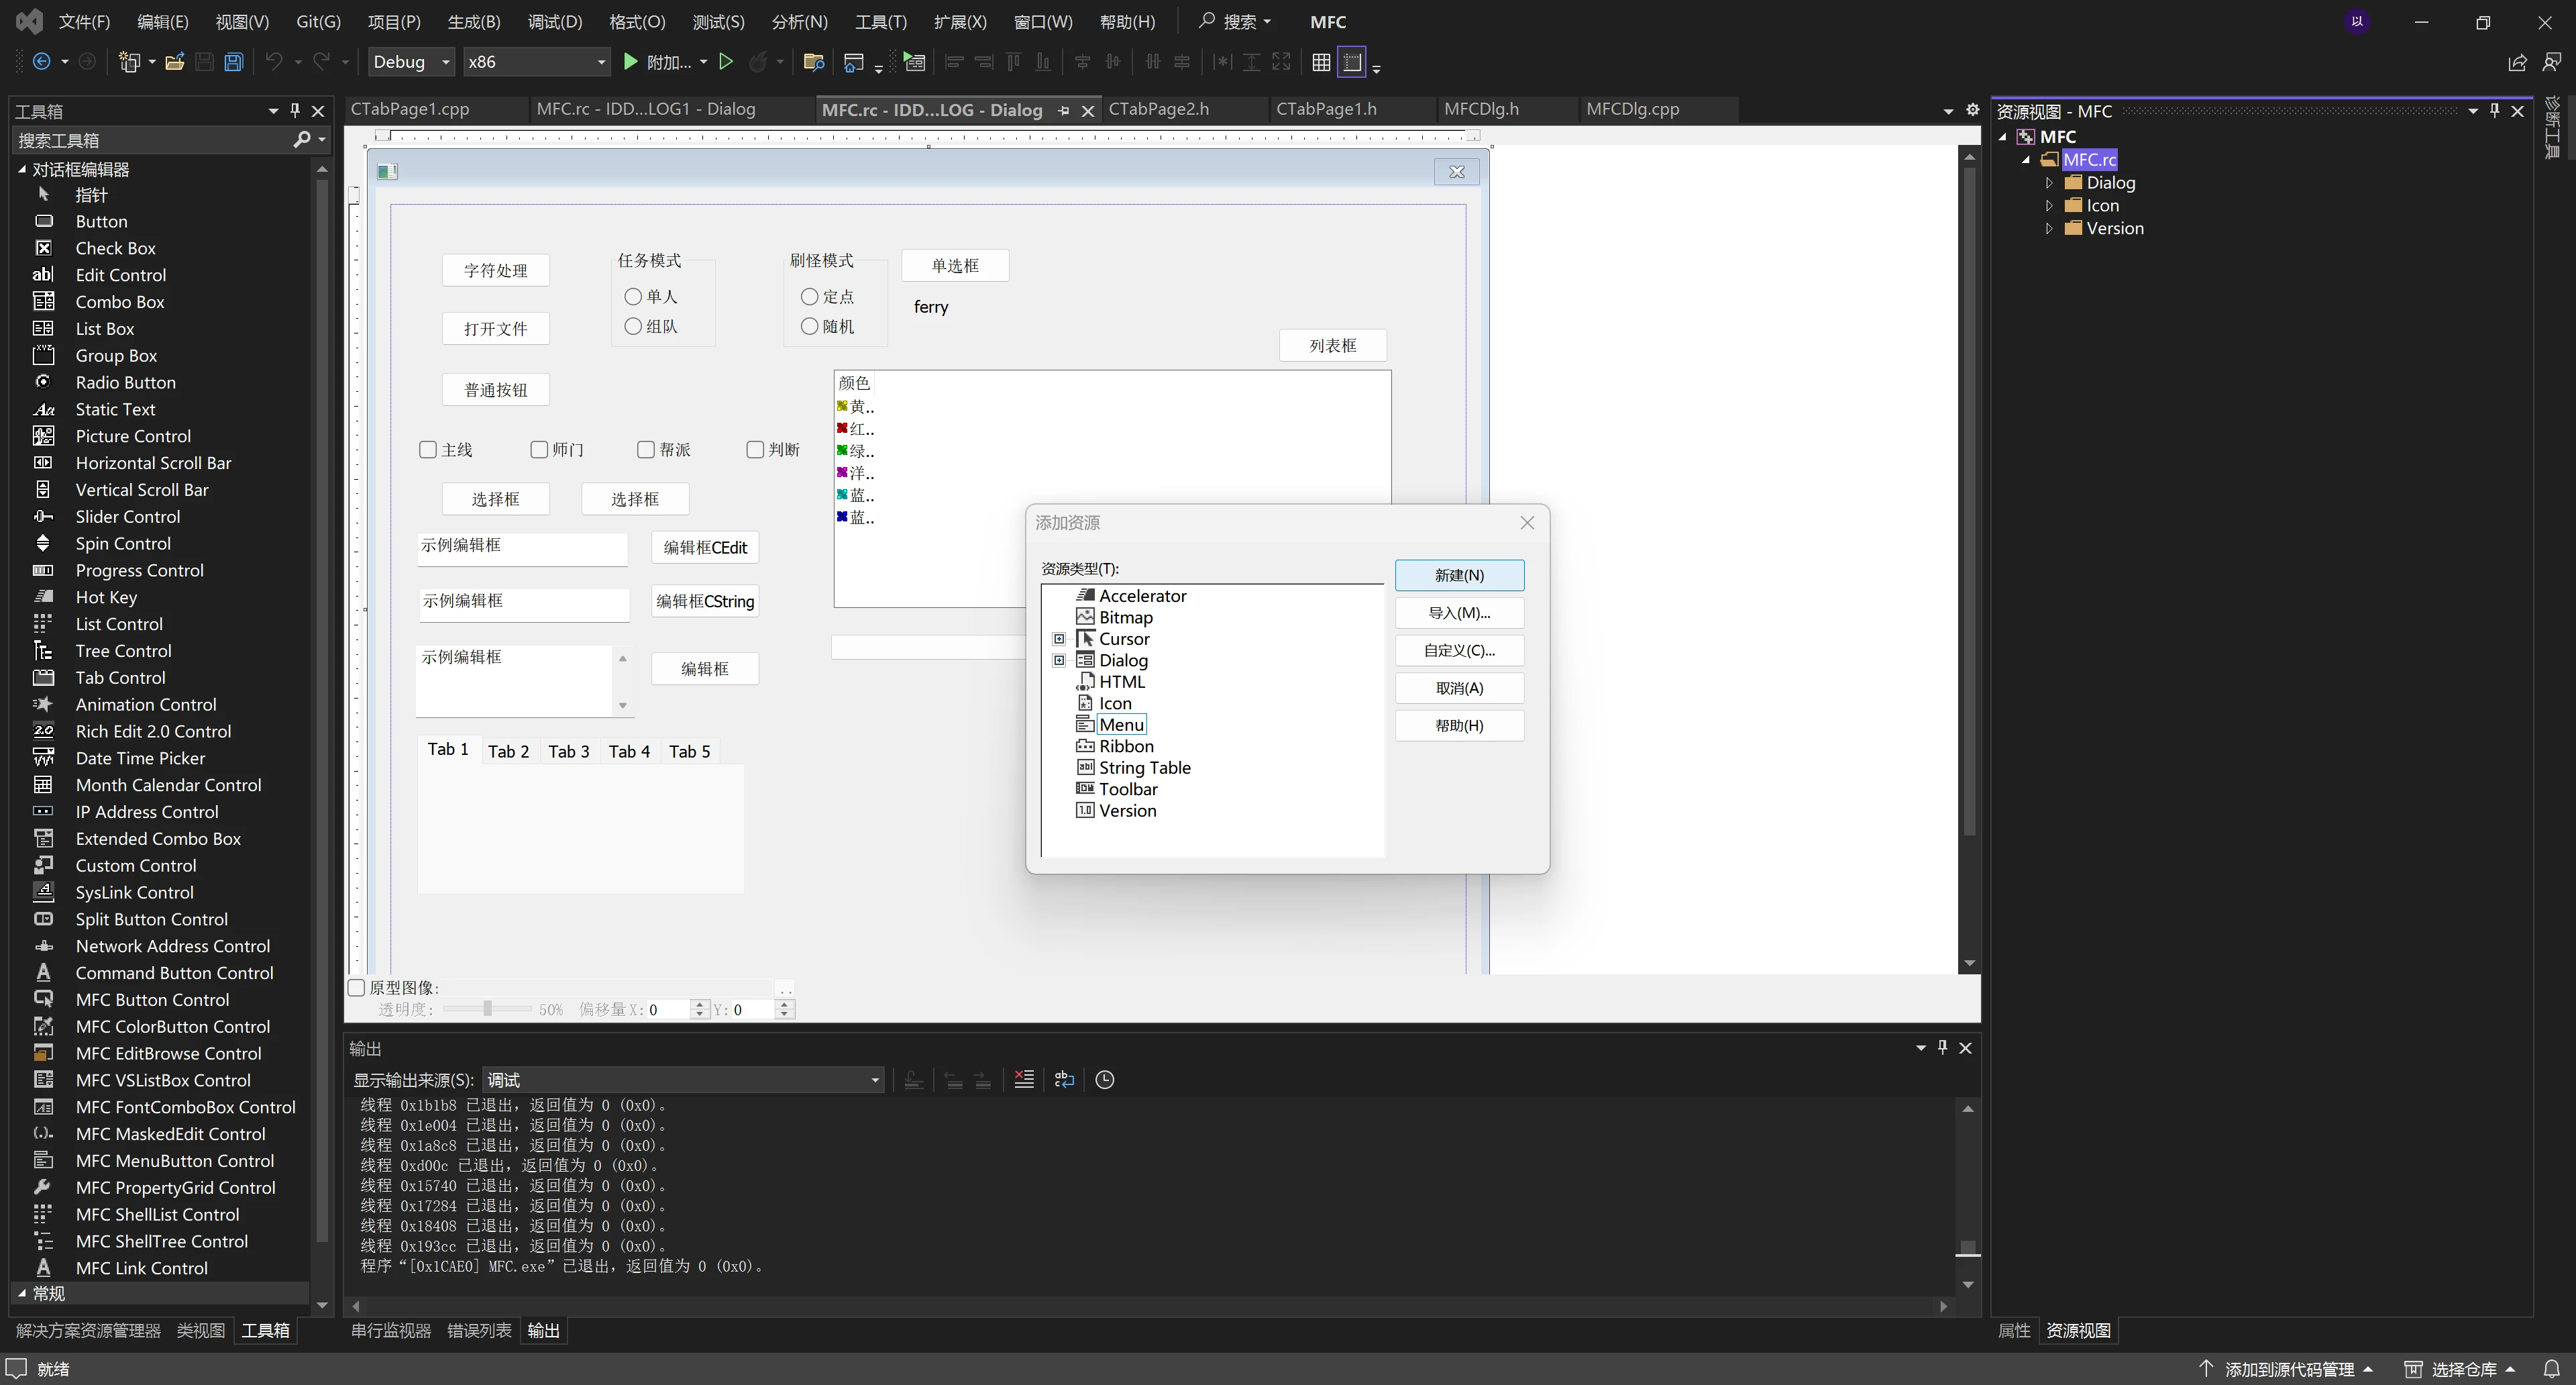 文件(F) 编辑(E) 视图(V) Git(G) 项目(P) 生成(B) 调试(D) 格式(O) 测试(S) 分析(N) 工具(T) 扩展(X) 窗口(W) 帮助(H) 搜索 MFC 以
Debug x86 附加...
工具箱
搜索工具箱
对话框编辑器
指针
Button
Check Box
Edit Control
Combo Box
List Box
Group Box
Radio Button
Static Text
Picture Control
Horizontal Scroll Bar
Vertical Scroll Bar
Slider Control
Spin Control
Progress Control
Hot Key
List Control
Tree Control
Tab Control
Animation Control
Rich Edit 2.0 Control
Date Time Picker
Month Calendar Control
IP Address Control
Extended Combo Box
Custom Control
SysLink Control
Split Button Control
Network Address Control
Command Button Control
MFC Button Control
MFC ColorButton Control
MFC EditBrowse Control
MFC VSListBox Control
MFC FontComboBox Control
MFC MaskedEdit Control
MFC MenuButton Control
MFC PropertyGrid Control
MFC ShellList Control
MFC ShellTree Control
MFC Link Control
常规
解决方案资源管理器 类视图 工具箱
CTabPage1.cpp MFC.rc - IDD...LOG1 - Dialog MFC.rc - IDD...LOG - Dialog CTabPage2.h CTabPage1.h MFCDlg.h MFCDlg.cpp
字符处理
打开文件
普通按钮
任务模式
单人
组队
刷怪模式
定点
随机
单选框
ferry
列表框
颜色
黄..
红..
绿..
洋..
蓝..
蓝..
主线 师门 帮派 判断
选择框 选择框
示例编辑框 编辑框CEdit
示例编辑框 编辑框CString
示例编辑框 编辑框
Tab 1 Tab 2 Tab 3 Tab 4 Tab 5
添加资源
资源类型(T):
Accelerator
Bitmap
Cursor
Dialog
HTML
Icon
Menu
Ribbon
String Table
Toolbar
Version
新建(N)
导入(M)...
自定义(C)...
取消(A)
帮助(H)
原型图像:
透明度: 50% 偏移量 X: 0 Y: 0
输出
显示输出来源(S): 调试
线程 0x1b1b8 已退出，返回值为 0 (0x0)。
线程 0x1e004 已退出，返回值为 0 (0x0)。
线程 0x1a8c8 已退出，返回值为 0 (0x0)。
线程 0xd00c 已退出，返回值为 0 (0x0)。
线程 0x15740 已退出，返回值为 0 (0x0)。
线程 0x17284 已退出，返回值为 0 (0x0)。
线程 0x18408 已退出，返回值为 0 (0x0)。
线程 0x193cc 已退出，返回值为 0 (0x0)。
程序“[0x1CAE0] MFC.exe”已退出，返回值为 0 (0x0)。
串行监视器 错误列表 输出
资源视图 - MFC
MFC
MFC.rc
Dialog
Icon
Version
属性 资源视图
诊断工具
就绪 添加到源代码管理 选择仓库